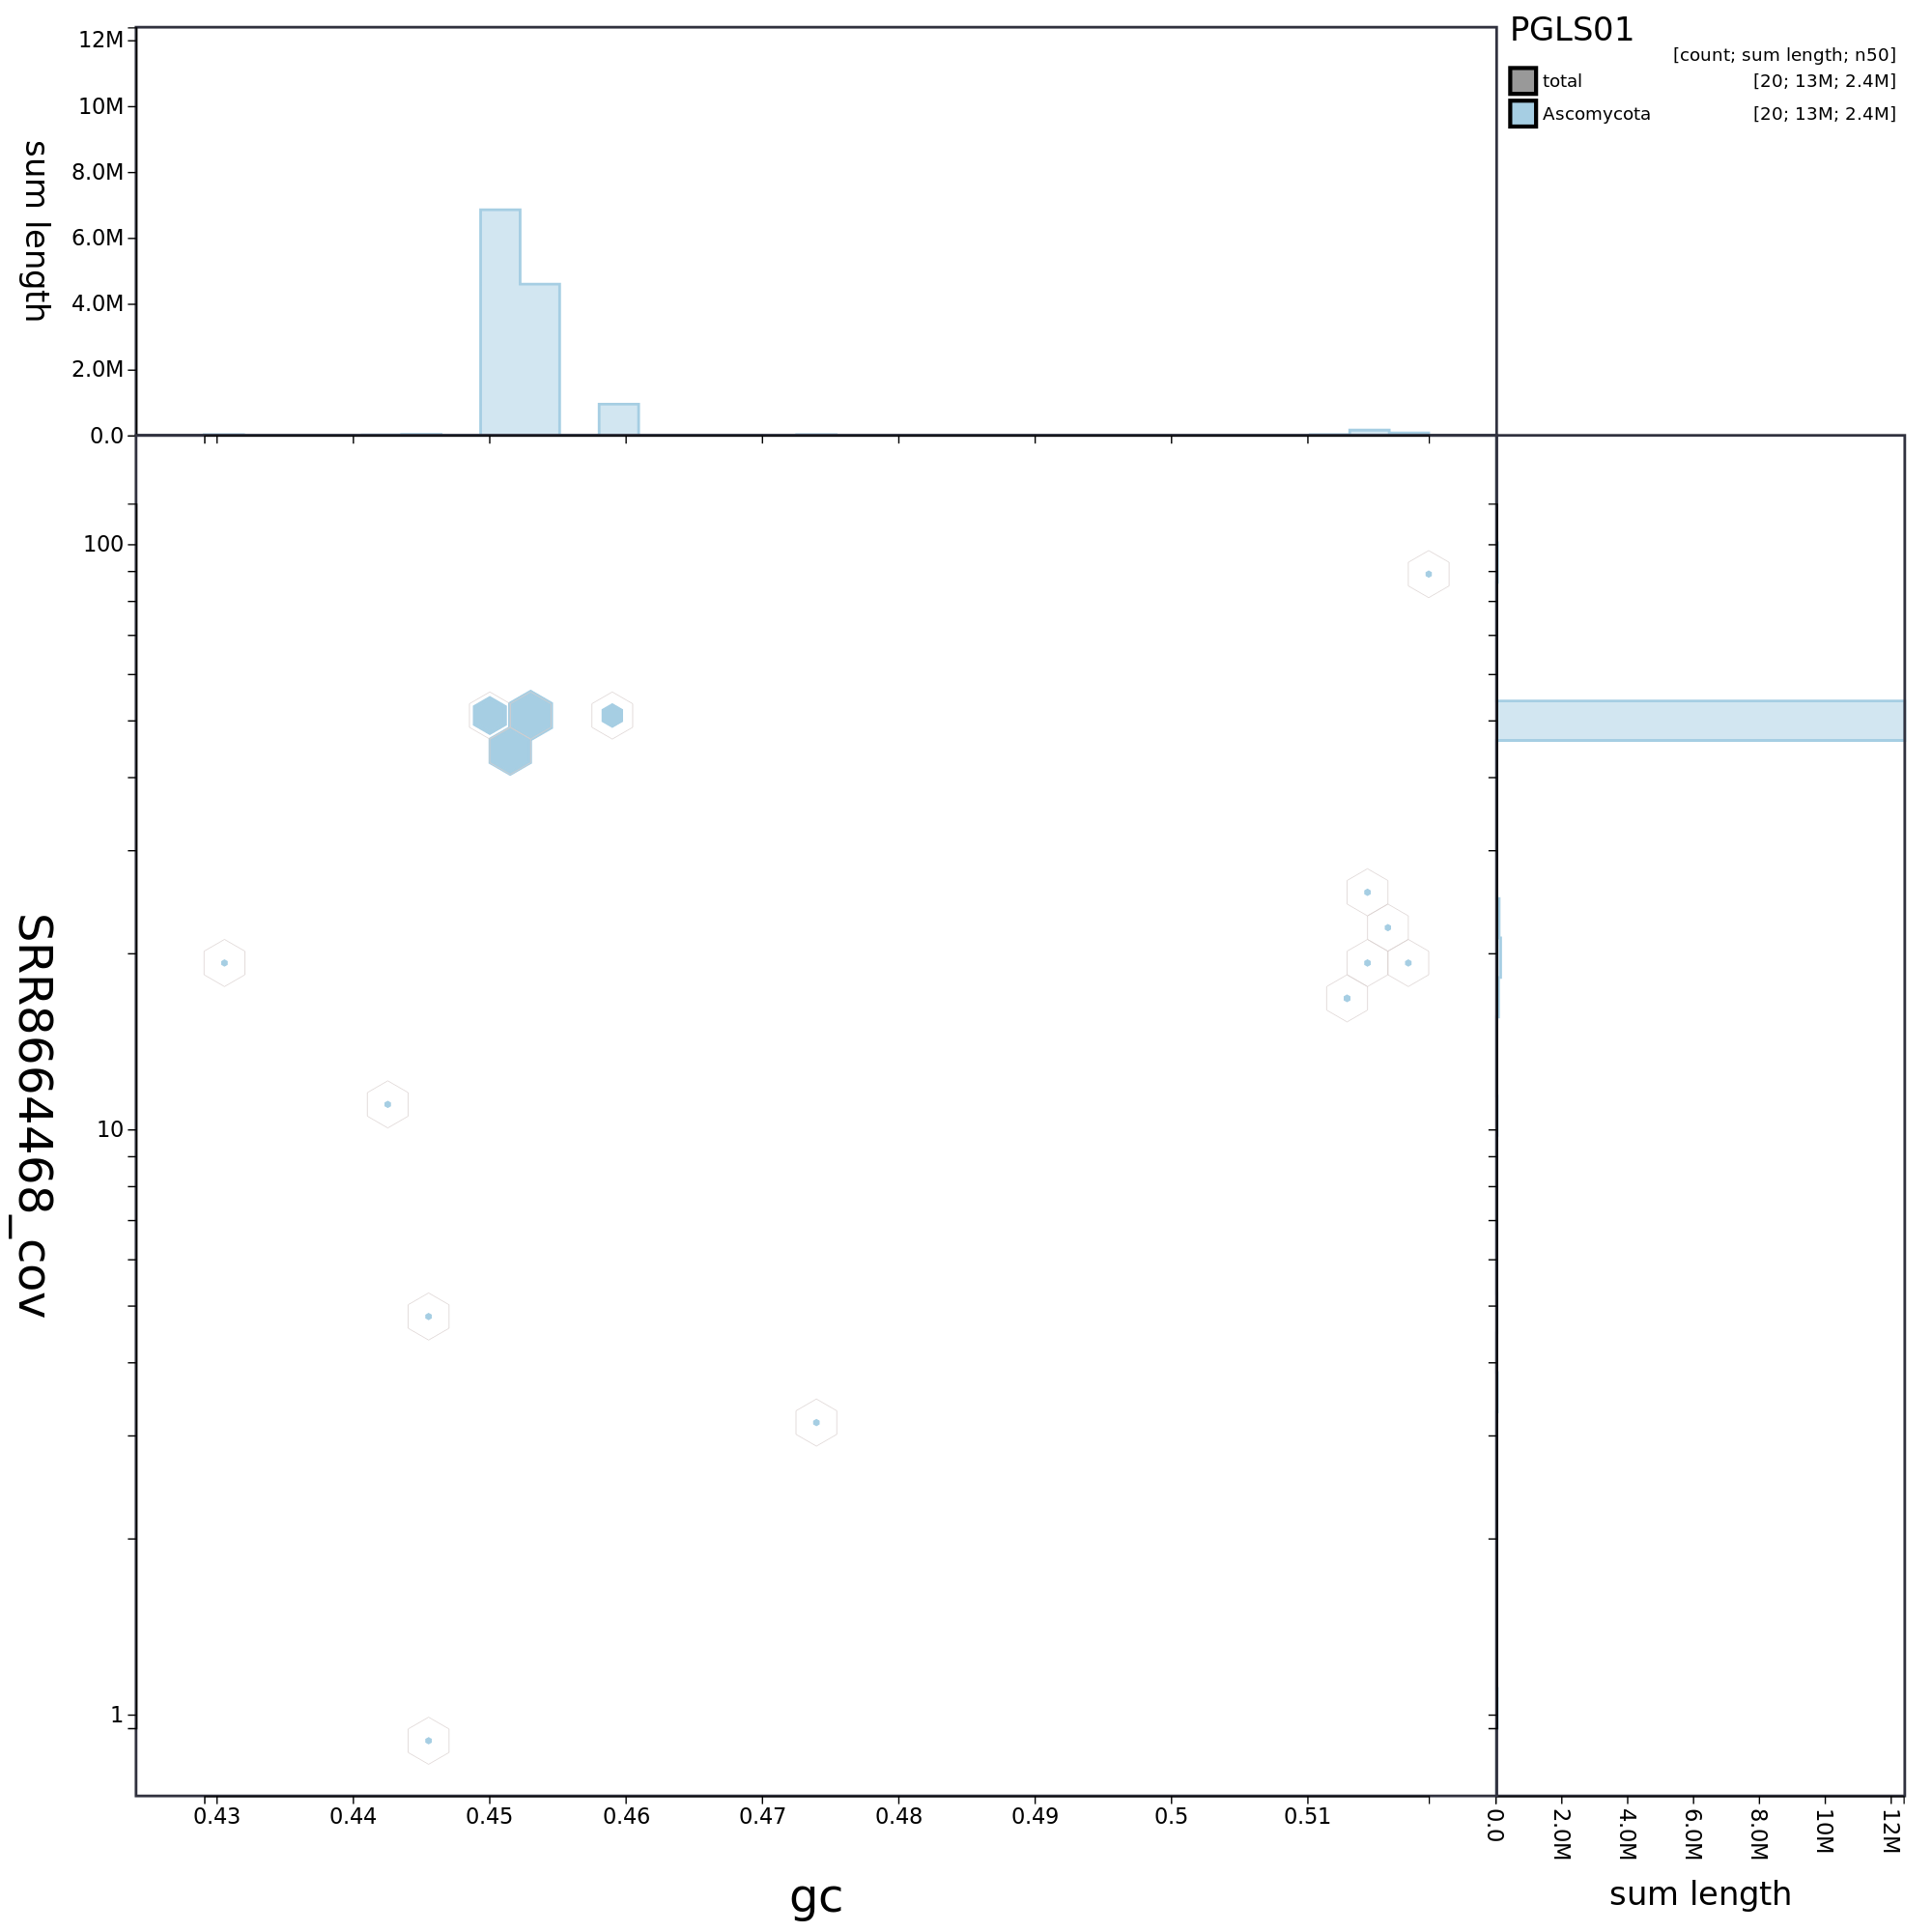 PGLS01
[count; sum length; n50]
total [20; 13M; 2.4M]
Ascomycota [20; 13M; 2.4M]
sum length
12M
10M
8.0M
6.0M
4.0M
2.0M
0.0
SRR8664468_cov
100
10
1
0.43 0.44 0.45 0.46 0.47 0.48 0.49 0.5 0.51
gc
0.0 2.0M 4.0M 6.0M 8.0M 10M 12M
sum length